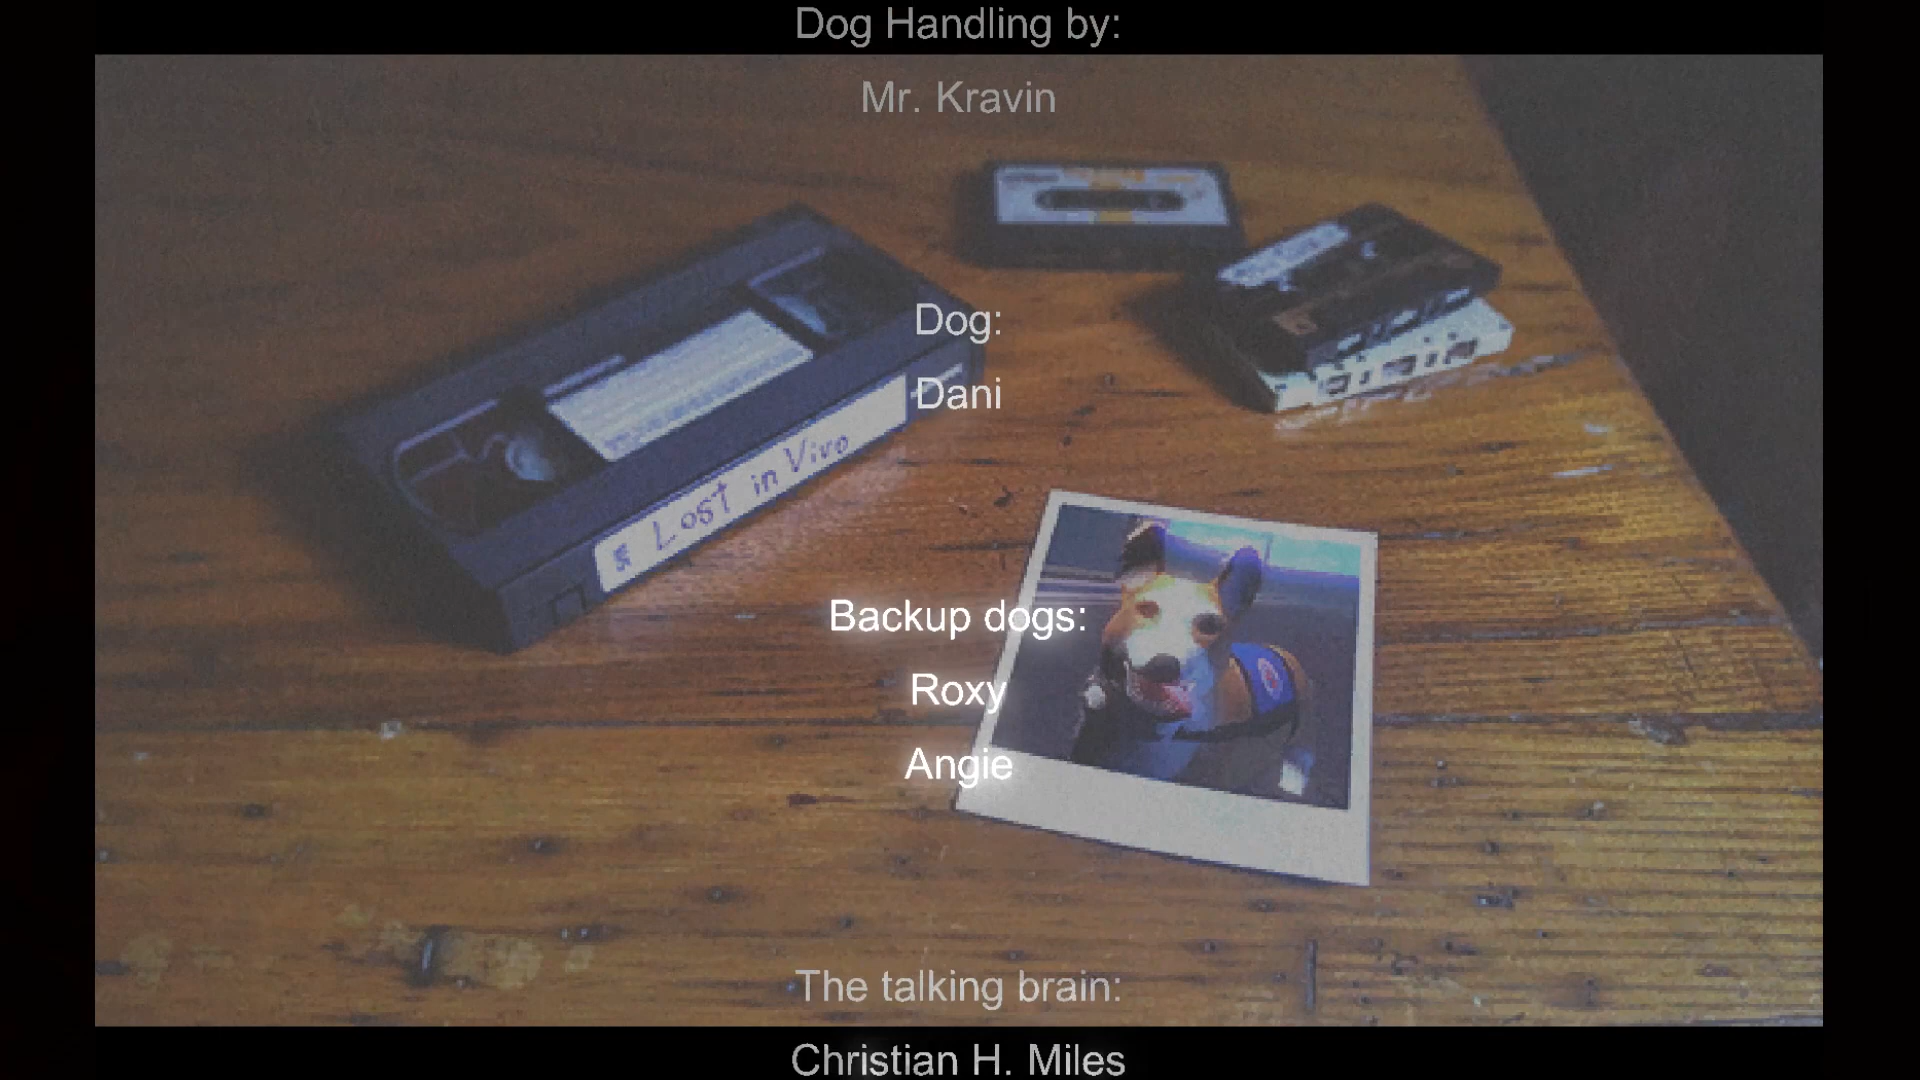 Dog Handling by:
Mr. Kravin
Dog:
Dani
Lost in Vivo
Backup dogs:
Roxy
Angie
The talking brain:
Christian H. Miles